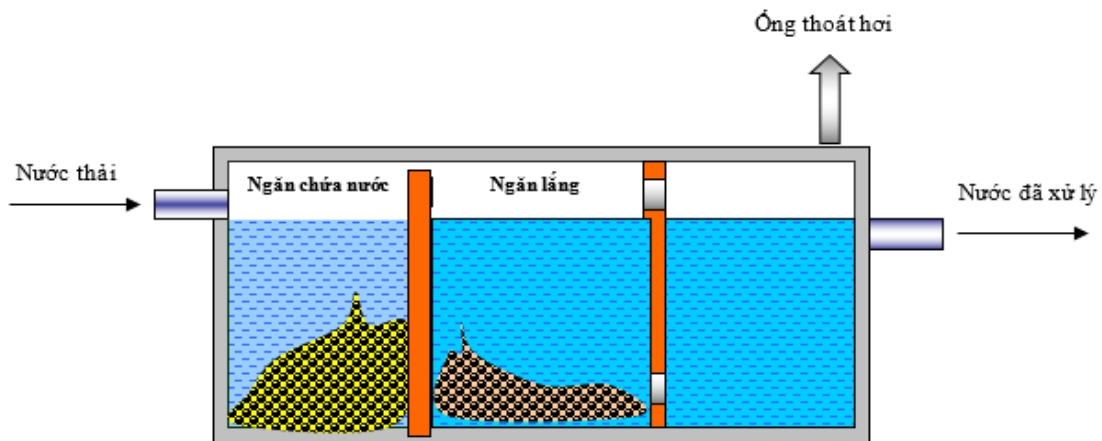 Ống thoát hơi
Nước thải
Ngăn chứa nước
Ngăn lắng
Nước đã xử lý